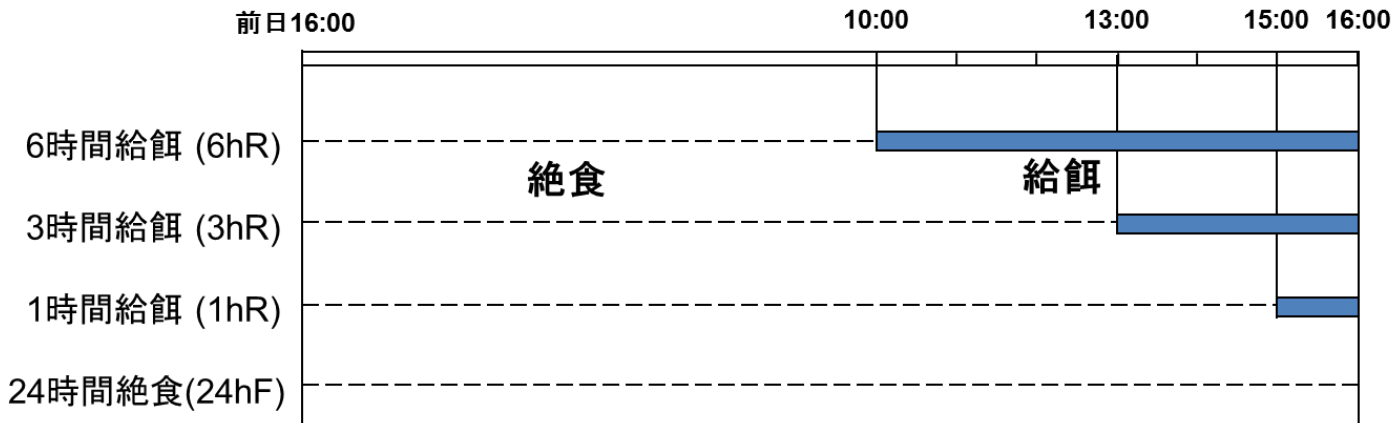 前日16:00 10:00 13:00 15:00 16:00
6時間給餌 (6hR)
絶食 給餌
3時間給餌 (3hR)
1時間給餌 (1hR)
24時間絶食(24hF)